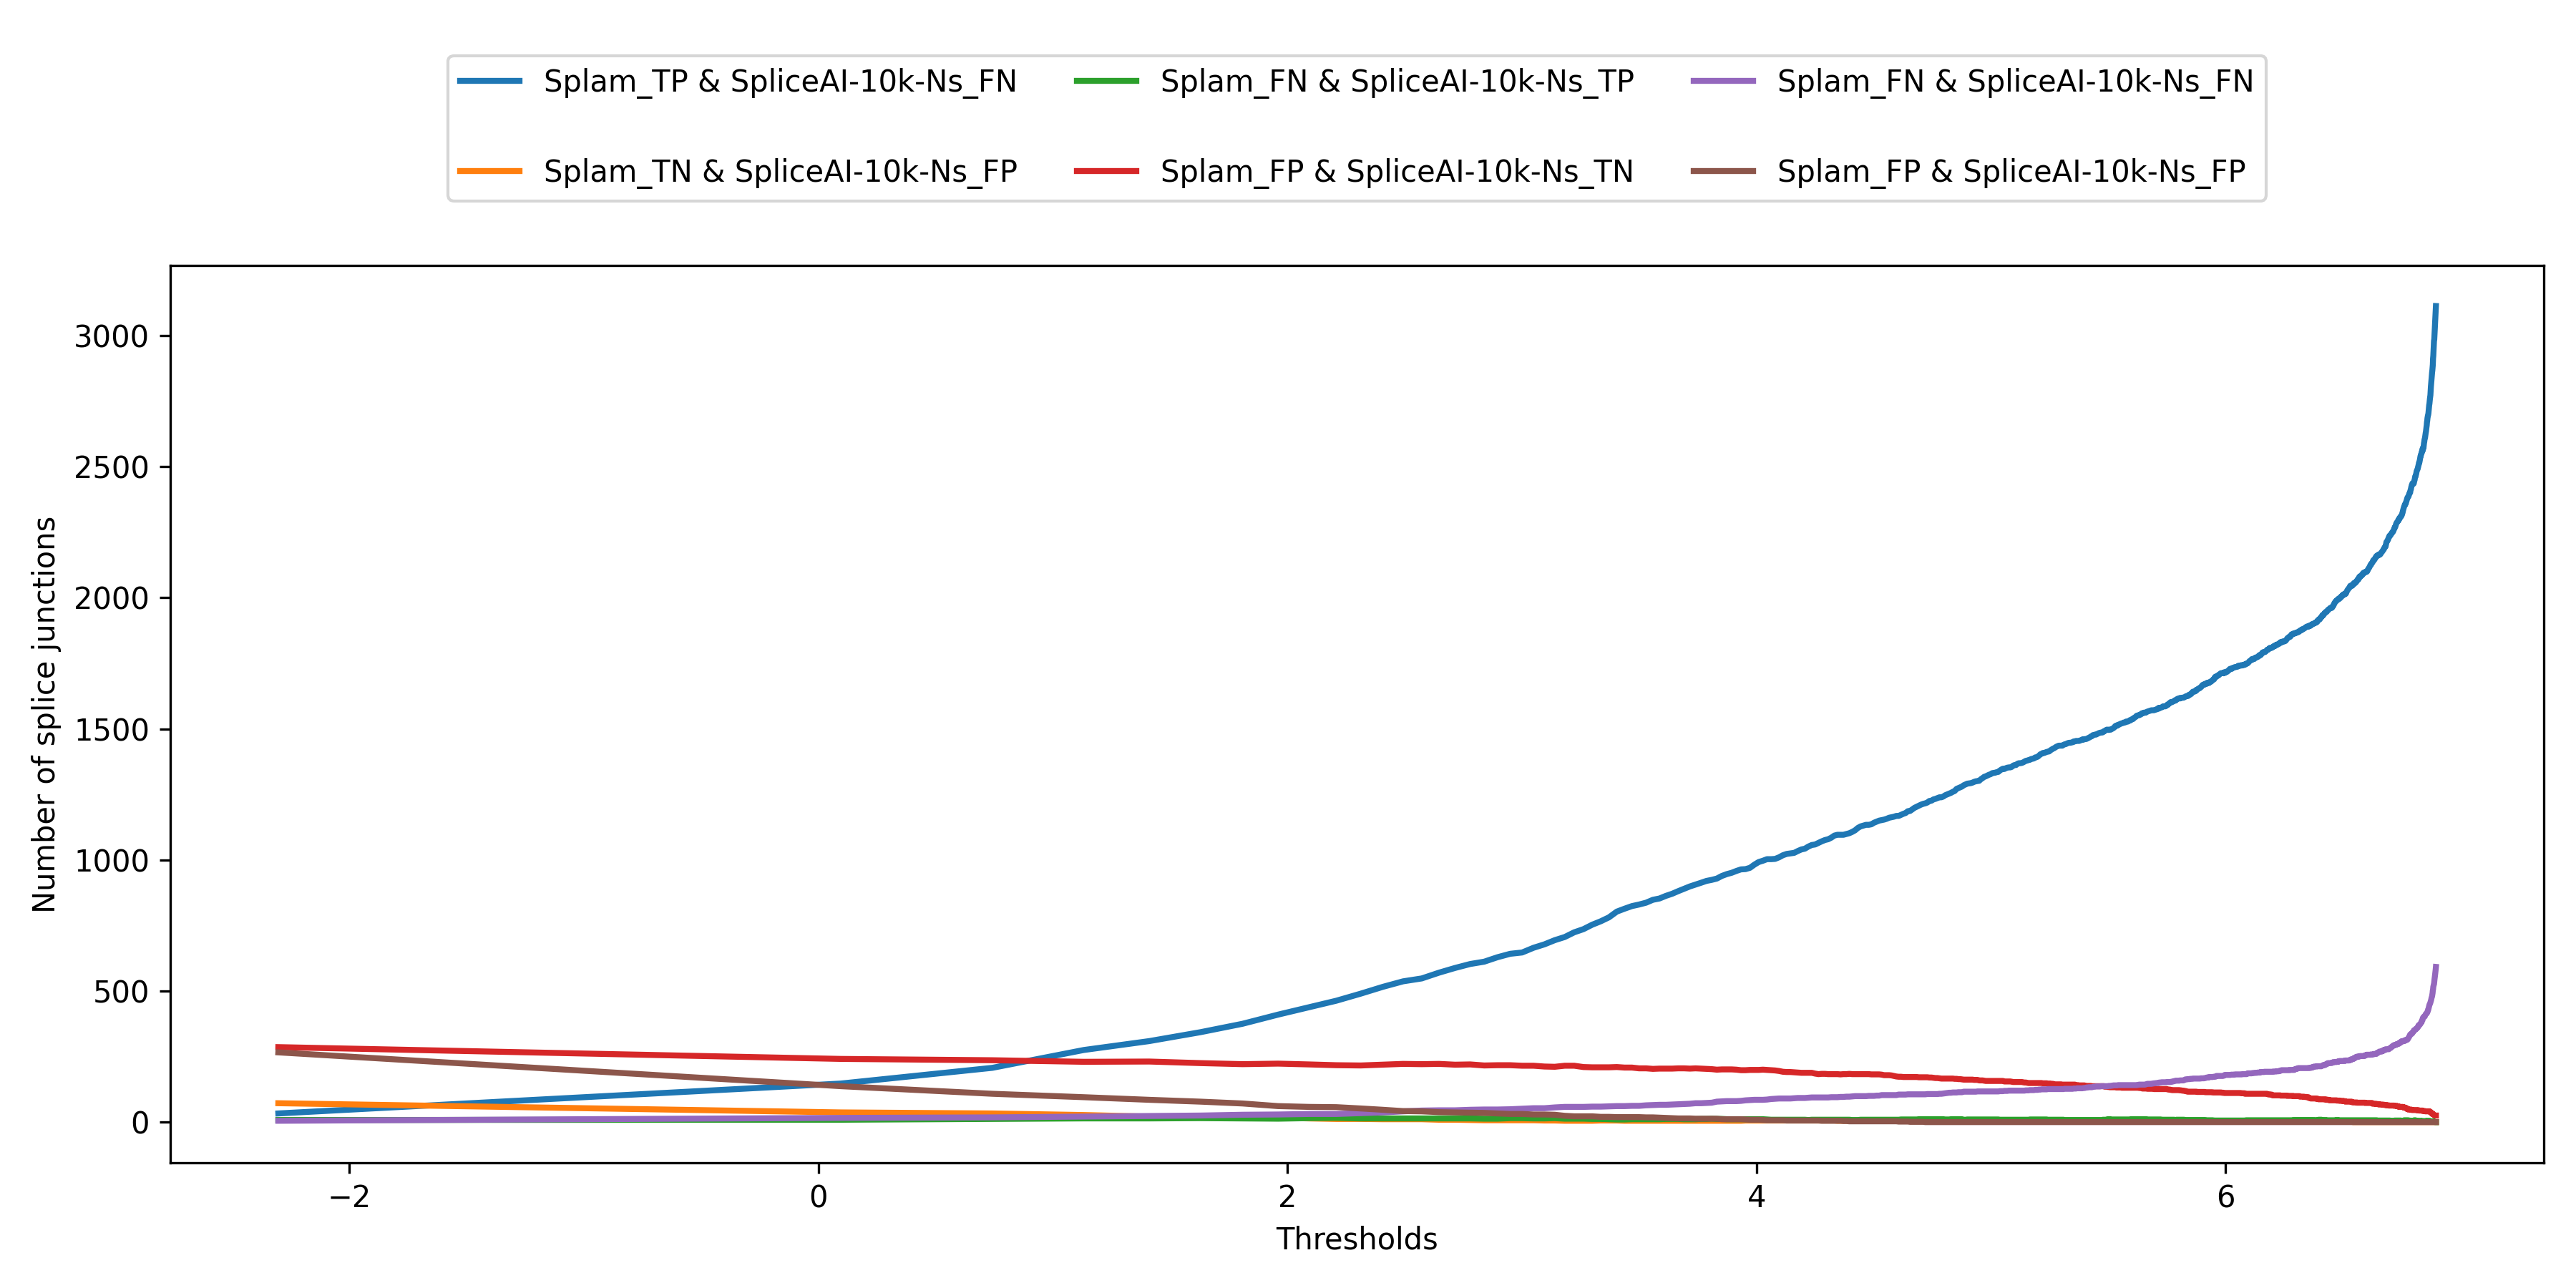 Splam_TP & SpliceAI-10k-Ns_FN
Splam_FN & SpliceAI-10k-Ns_TP
Splam_FN & SpliceAI-10k-Ns_FN
Splam_TN & SpliceAI-10k-Ns_FP
Splam_FP & SpliceAI-10k-Ns_TN
Splam_FP & SpliceAI-10k-Ns_FP
Number of splice junctions
3000
2500
2000
1500
1000
500
0
−2
0
2
4
6
Thresholds